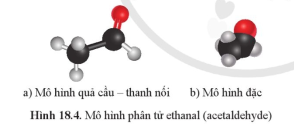 a) Mô hình quả cầu – thanh nối b) Mô hình đặc
Hình 18.4. Mô hình phân tử ethanal (acetaldehyde)